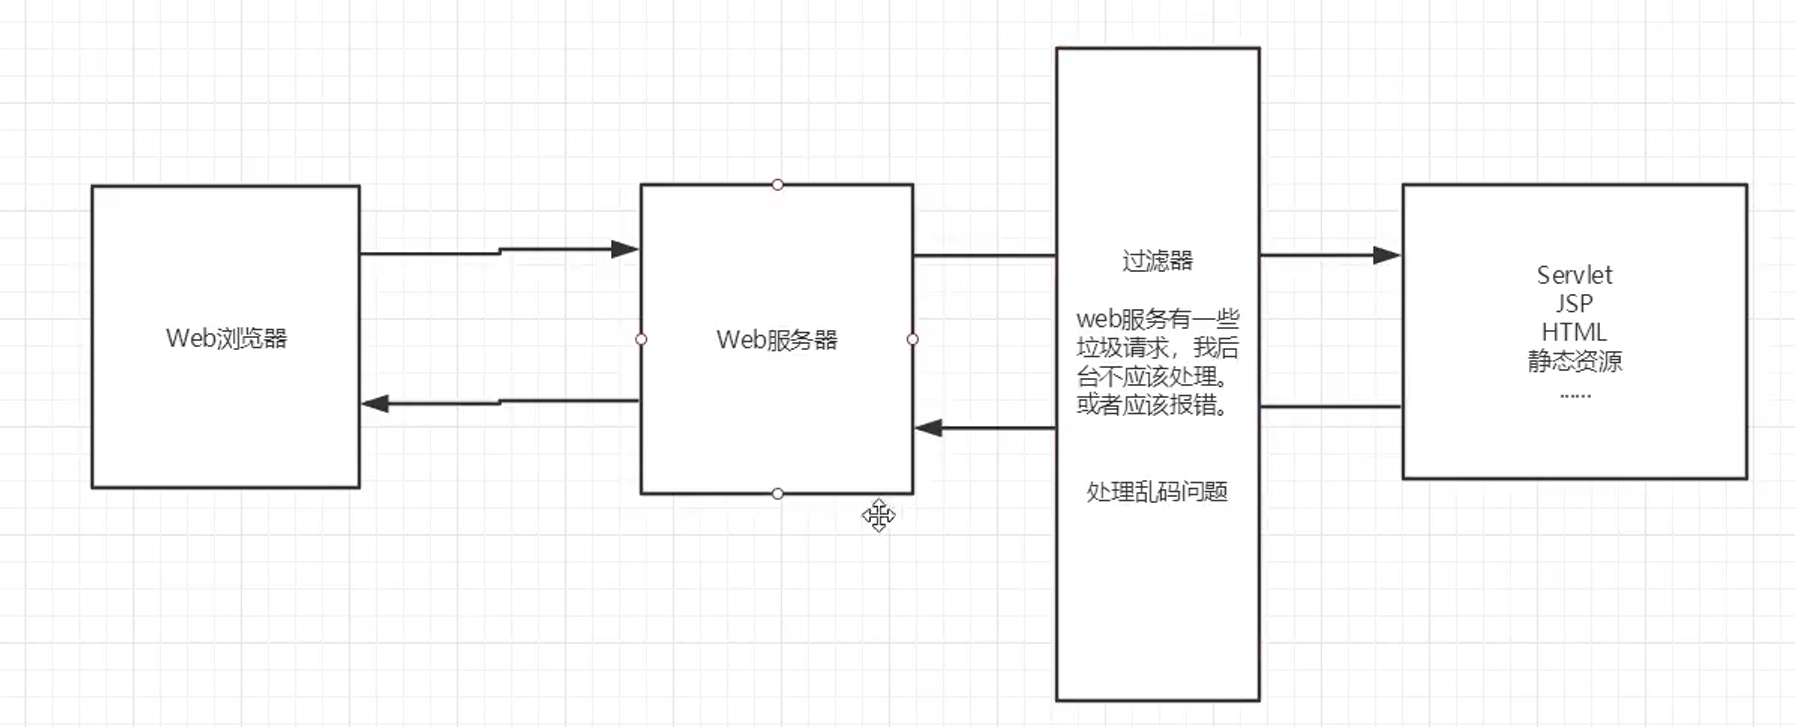 Web浏览器
Web服务器
过滤器
web服务有一些
垃圾请求，我后
台不应该处理。
或者应该报错。
处理乱码问题
Servlet
JSP
HTML
静态资源
……